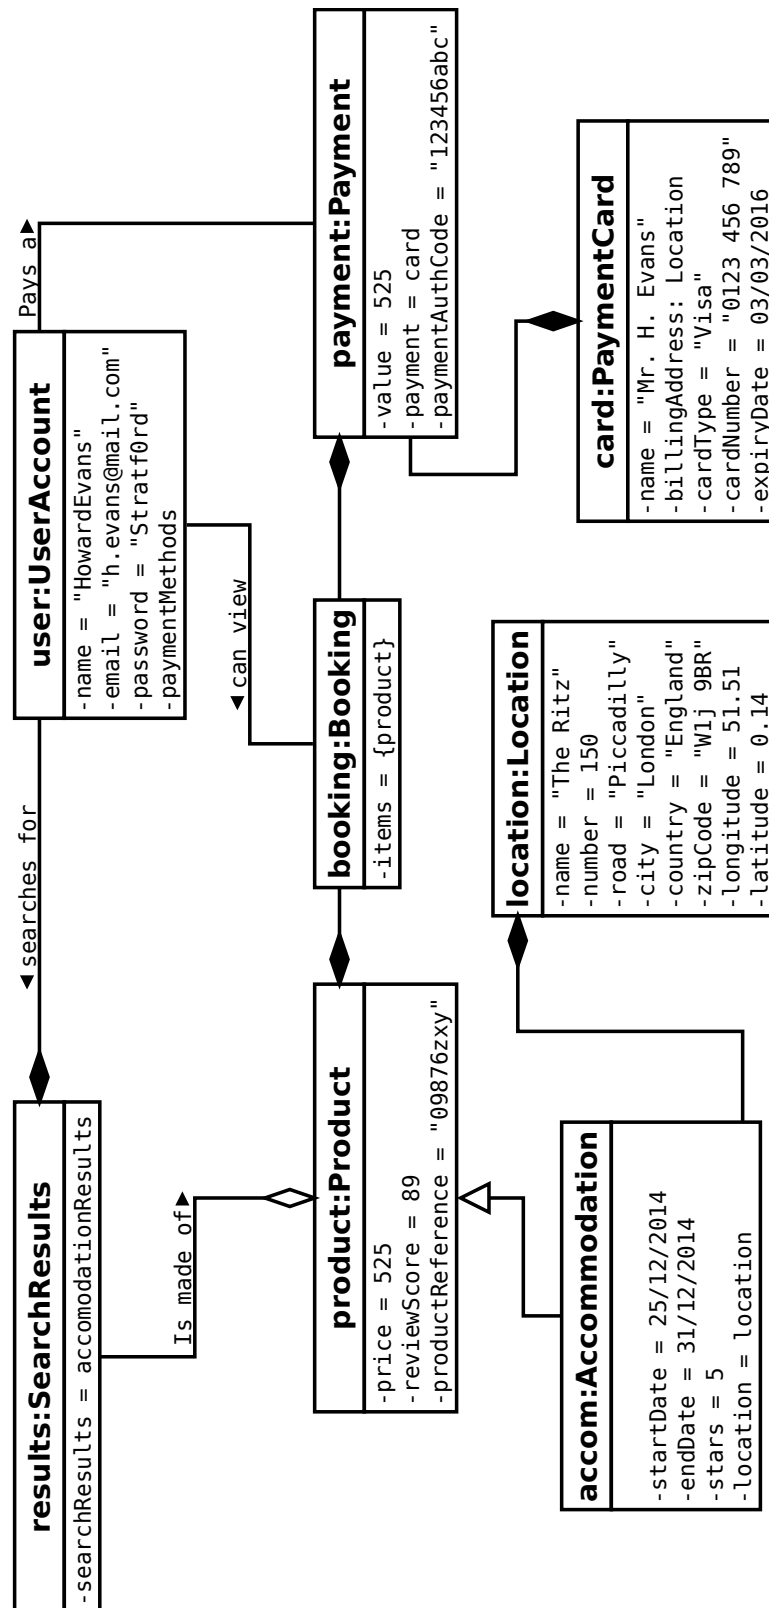 results:SearchResults
-searchResults = accomodationResults
◀searches for
user:UserAccount
-name = "HowardEvans"
-email = "h.evans@mail.com"
-password = "Stratf0rd"
-paymentMethods
Pays a▶
Is made of▶
◀can view
product:Product
-price = 525
-reviewScore = 89
-productReference = "09876zxy"
booking:Booking
-items = {product}
payment:Payment
-value = 525
-payment = card
-paymentAuthCode = "123456abc"
accom:Accommodation
-startDate = 25/12/2014
-endDate = 31/12/2014
-stars = 5
-location = location
location:Location
-name = "The Ritz"
-number = 150
-road = "Piccadilly"
-city = "London"
-country = "England"
-zipCode = "W1j 9BR"
-longitude = 51.51
-latitude = 0.14
card:PaymentCard
-name = "Mr. H. Evans"
-billingAddress: Location
-cardType = "Visa"
-cardNumber = "0123 456 789"
-expiryDate = 03/03/2016